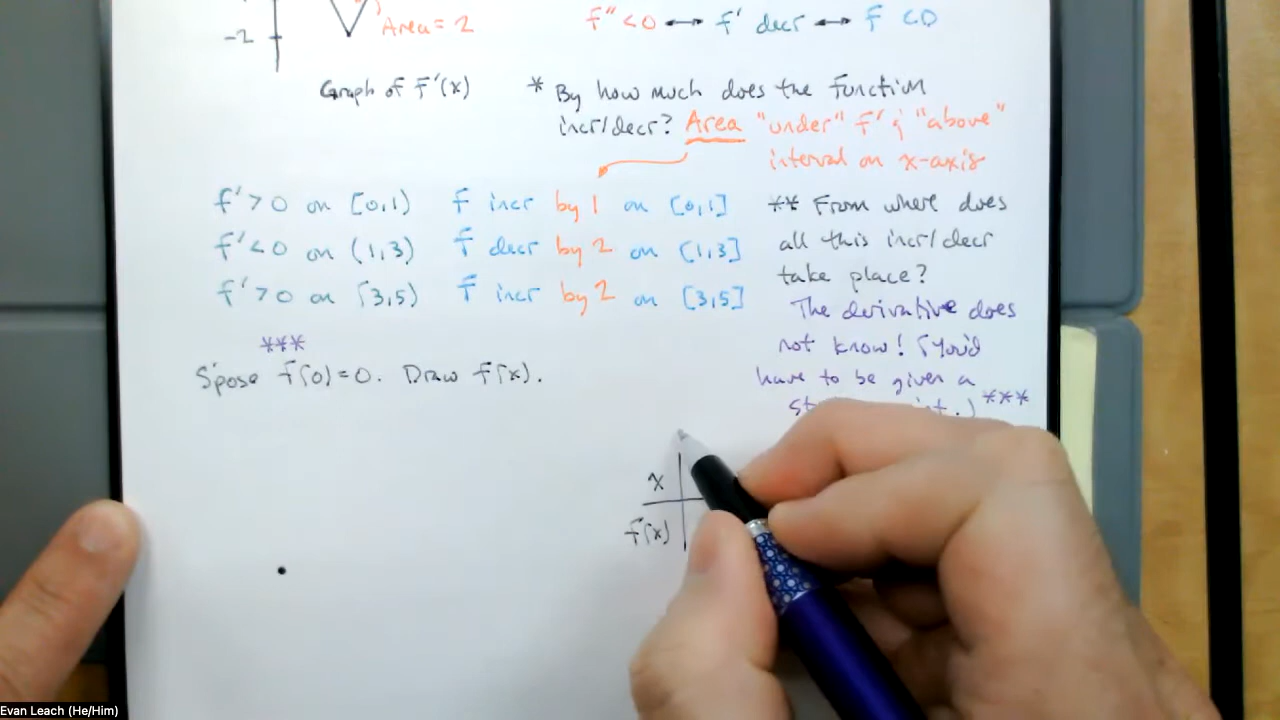 -2
Area = 2
f'' < 0 ⟷ f' decr ⟷ f < 0
Graph of f'(x)
* By how much does the function
incr/decr? Area "under" f' & "above"
interval on x-axis
f' > 0 on [0,1) f incr by 1 on [0,1]
f' < 0 on (1,3) f decr by 2 on [1,3]
f' > 0 on (3,5) f incr by 2 on [3,5]
** From where does
all this incr/decr
take place?
The derivative does
not know! (You'd
have to be given a
***
***
S'pose f(0)=0. Draw f(x).
x
f(x)
Evan Leach (He/Him)